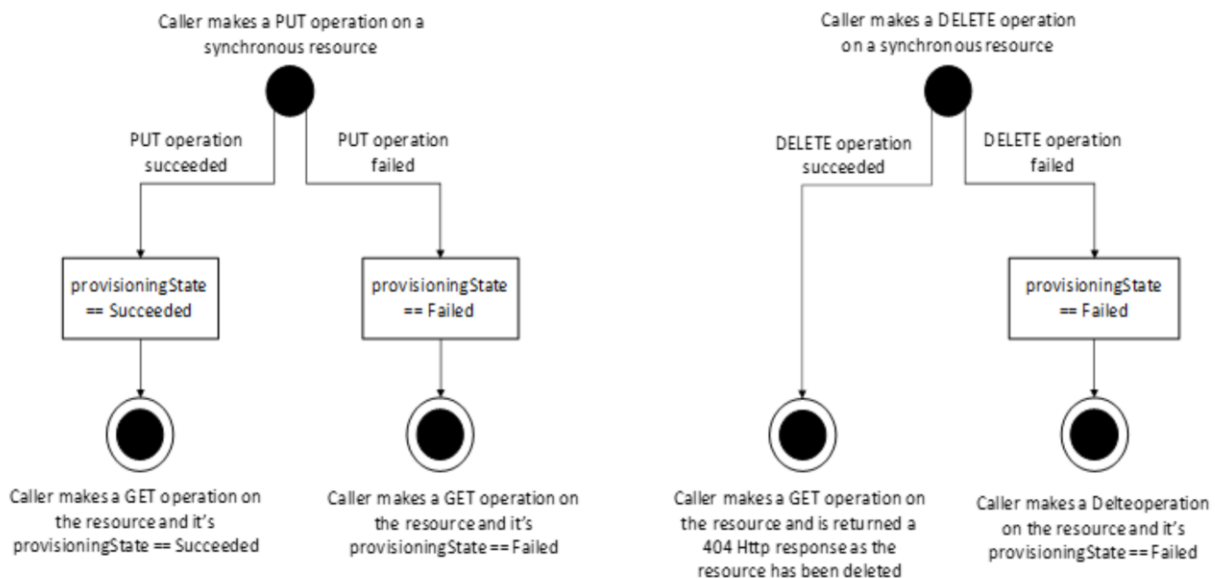 Caller makes a PUT operation on a
synchronous resource
PUT operation
succeeded
PUT operation
failed
provisioningState
== Succeeded
provisioningState
== Failed
Caller makes a GET operation on
the resource and it's
provisioningState == Succeeded
Caller makes a GET operation on
the resource and it's
provisioningState == Failed
Caller makes a DELETE operation
on a synchronous resource
DELETE operation
succeeded
DELETE operation
failed
provisioningState
== Failed
Caller makes a GET operation on
the resource and is returned a
404 Http response as the
resource has been deleted
Caller makes a Delteoperation
on the resource and it's
provisioningState == Failed